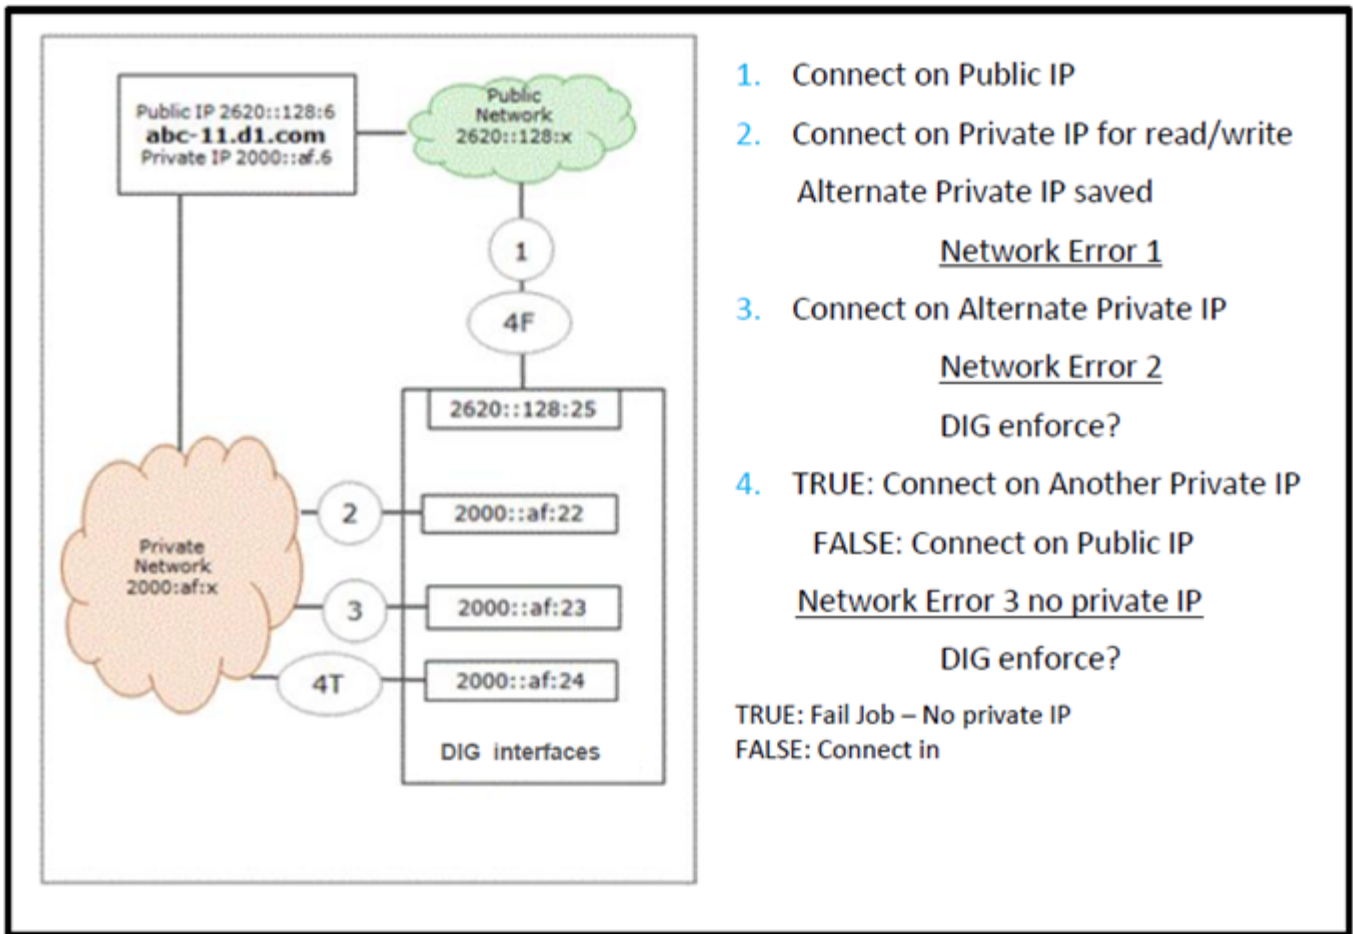 Public IP 2620::128:6
abc-11.d1.com
Private IP 2000::af.6
Public
Network
2620::128:x
1
4F
2620::128:25
2
2000::af:22
Private
Network
2000:af:x
3
2000::af:23
4T
2000::af:24
DIG interfaces
1. Connect on Public IP
2. Connect on Private IP for read/write
Alternate Private IP saved
Network Error 1
3. Connect on Alternate Private IP
Network Error 2
DIG enforce?
4. TRUE: Connect on Another Private IP
FALSE: Connect on Public IP
Network Error 3 no private IP
DIG enforce?
TRUE: Fail Job – No private IP
FALSE: Connect in